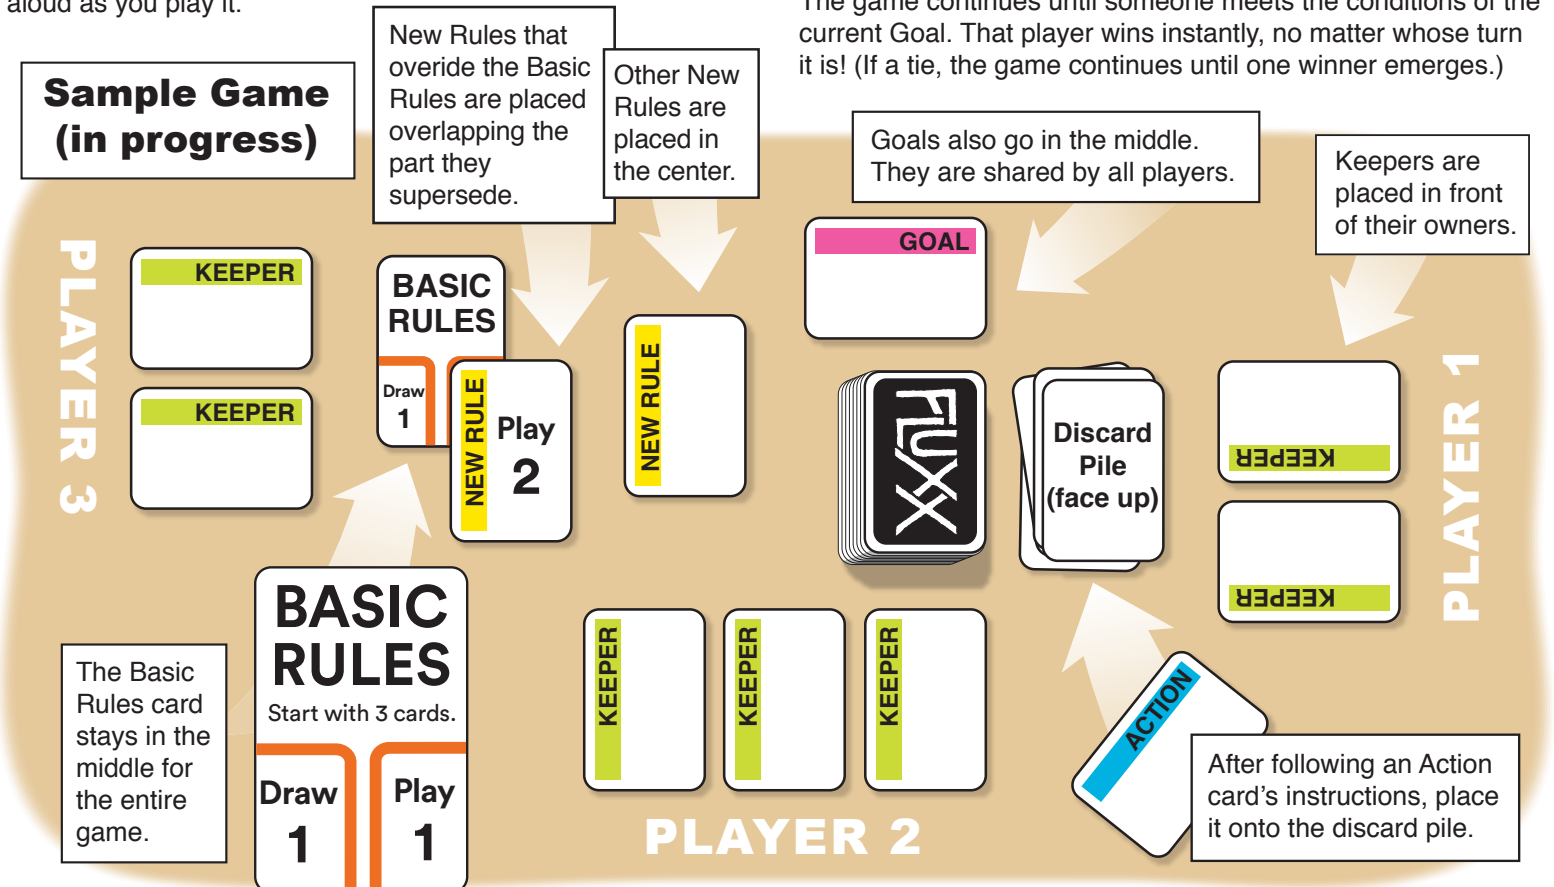 aloud as you play it.
The game continues until someone meets the conditions of the
current Goal. That player wins instantly, no matter whose turn
it is! (If a tie, the game continues until one winner emerges.)
Sample Game
(in progress)
New Rules that
overide the Basic
Rules are placed
overlapping the
part they
supersede.
Other New
Rules are
placed in
the center.
Goals also go in the middle.
They are shared by all players.
Keepers are
placed in front
of their owners.
PLAYER 3
KEEPER
KEEPER
BASIC
RULES
Draw
1
NEW RULE
Play
2
NEW RULE
GOAL
FLUXX
Discard
Pile
(face up)
KEEPER
KEEPER
PLAYER 1
The Basic
Rules card
stays in the
middle for
the entire
game.
BASIC
RULES
Start with 3 cards.
Draw
1
Play
1
KEEPER
KEEPER
KEEPER
PLAYER 2
ACTION
After following an Action
card's instructions, place
it onto the discard pile.